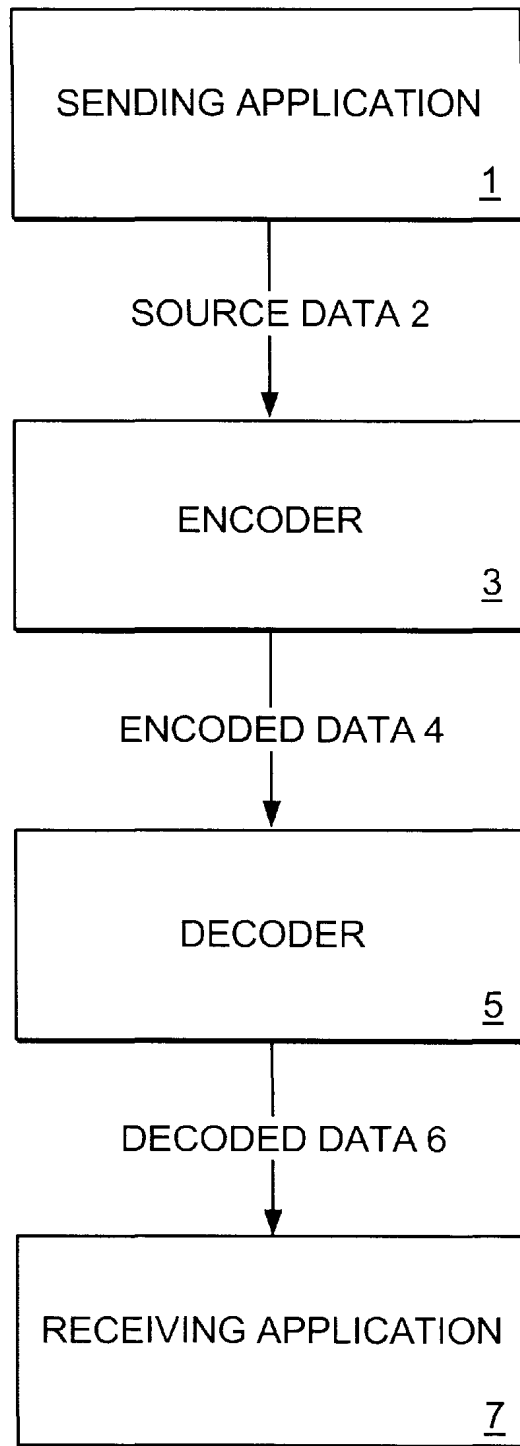 SENDING APPLICATION
1
SOURCE DATA 2
ENCODER
3
ENCODED DATA 4
DECODER
5
DECODED DATA 6
RECEIVING APPLICATION
7